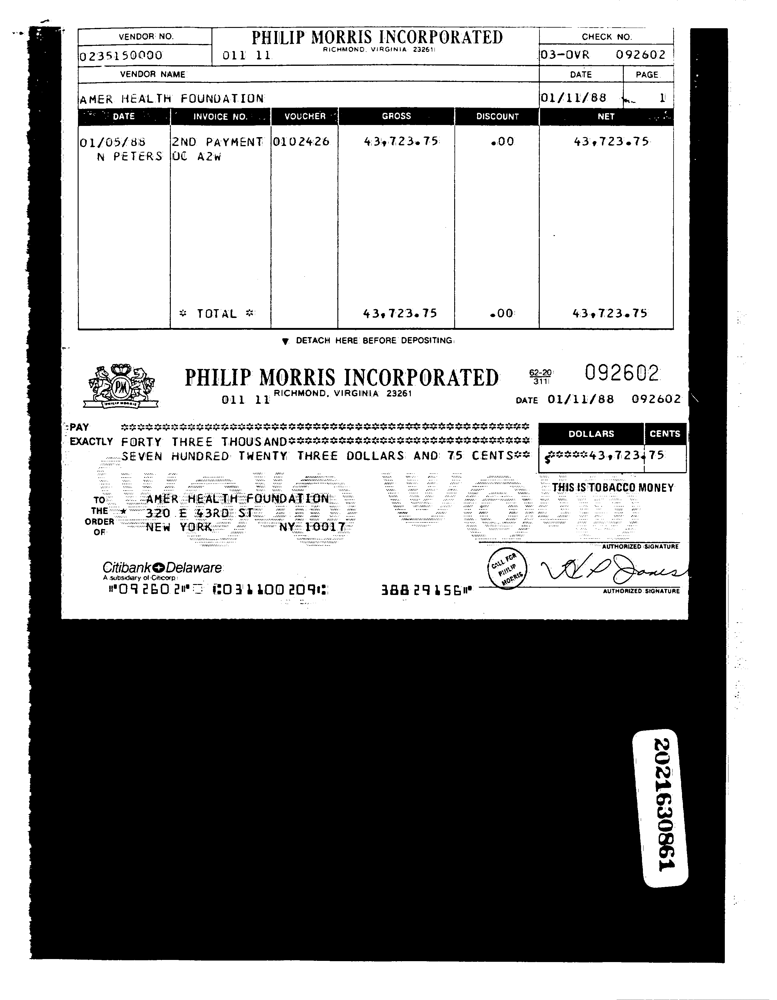 VENDOR NO. PHILIP MORRIS INCORPORATED CHECK NO.
RICHMOND, VIRGINIA 23261
0235150000 011 11 03-OVR 092602
VENDOR NAME DATE PAGE
AMER HEALTH FOUNDATION 01/11/88 1
DATE INVOICE NO. VOUCHER GROSS DISCOUNT NET
01/05/88 2ND PAYMENT 0102426 43,723.75 .00 43,723.75
N PETERS OC A2W
* TOTAL * 43,723.75 .00 43,723.75
▼ DETACH HERE BEFORE DEPOSITING
PM
PHILIP MORRIS INCORPORATED 62-20 092602
311
011 11 RICHMOND, VIRGINIA 23261 DATE 01/11/88 092602
PAY ******************************************************
EXACTLY FORTY THREE THOUSAND********************************
DOLLARS CENTS
SEVEN HUNDRED TWENTY THREE DOLLARS AND 75 CENTS** $*****43,723 75
VOID VOID
THIS IS TOBACCO MONEY
TO AMER HEALTH FOUNDATION
THE * 320 E 43RD ST
ORDER NEW YORK NY 10017
OF
AUTHORIZED SIGNATURE
Citibank Delaware
A subsidiary of Citicorp
CALL FOR PHILIP MORRIS
H P Jones
⑈092602⑈ ⑆031100209⑆ 38829156⑈
AUTHORIZED SIGNATURE
2021630861